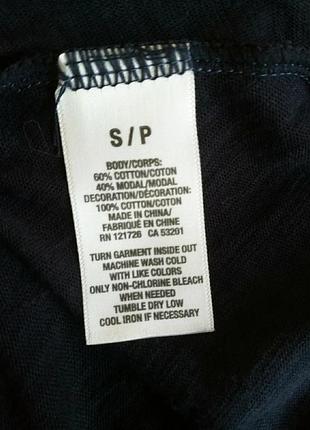 S / P
BODY/CORPS:
60% COTTON/COTON
40% MODAL/MODAL
DECORATION/DÉCORATION:
100% COTTON/COTON
MADE IN CHINA/
FABRIQUÉ EN CHINE
RN 121726 CA 53201
TURN GARMENT INSIDE OUT
MACHINE WASH COLD
WITH LIKE COLORS
ONLY NON-CHLORINE BLEACH
WHEN NEEDED
TUMBLE DRY LOW
COOL IRON IF NECESSARY